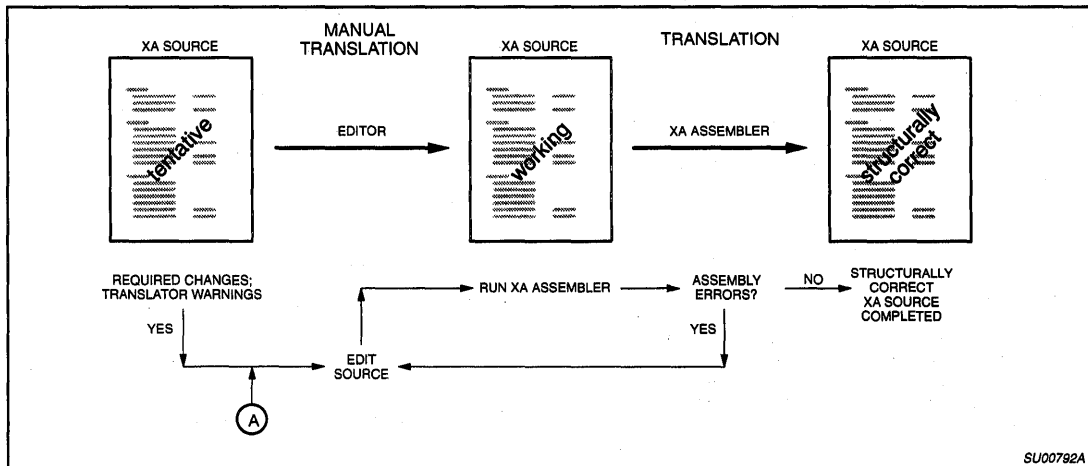 MANUAL
TRANSLATION
TRANSLATION
XA SOURCE
XA SOURCE
XA SOURCE
tentative
EDITOR
working
XA ASSEMBLER
structurally
correct
REQUIRED CHANGES;
TRANSLATOR WARNINGS
RUN XA ASSEMBLER
ASSEMBLY
ERRORS?
NO
STRUCTURALLY
CORRECT
XA SOURCE
COMPLETED
YES
YES
EDIT
SOURCE
A
SU00792A